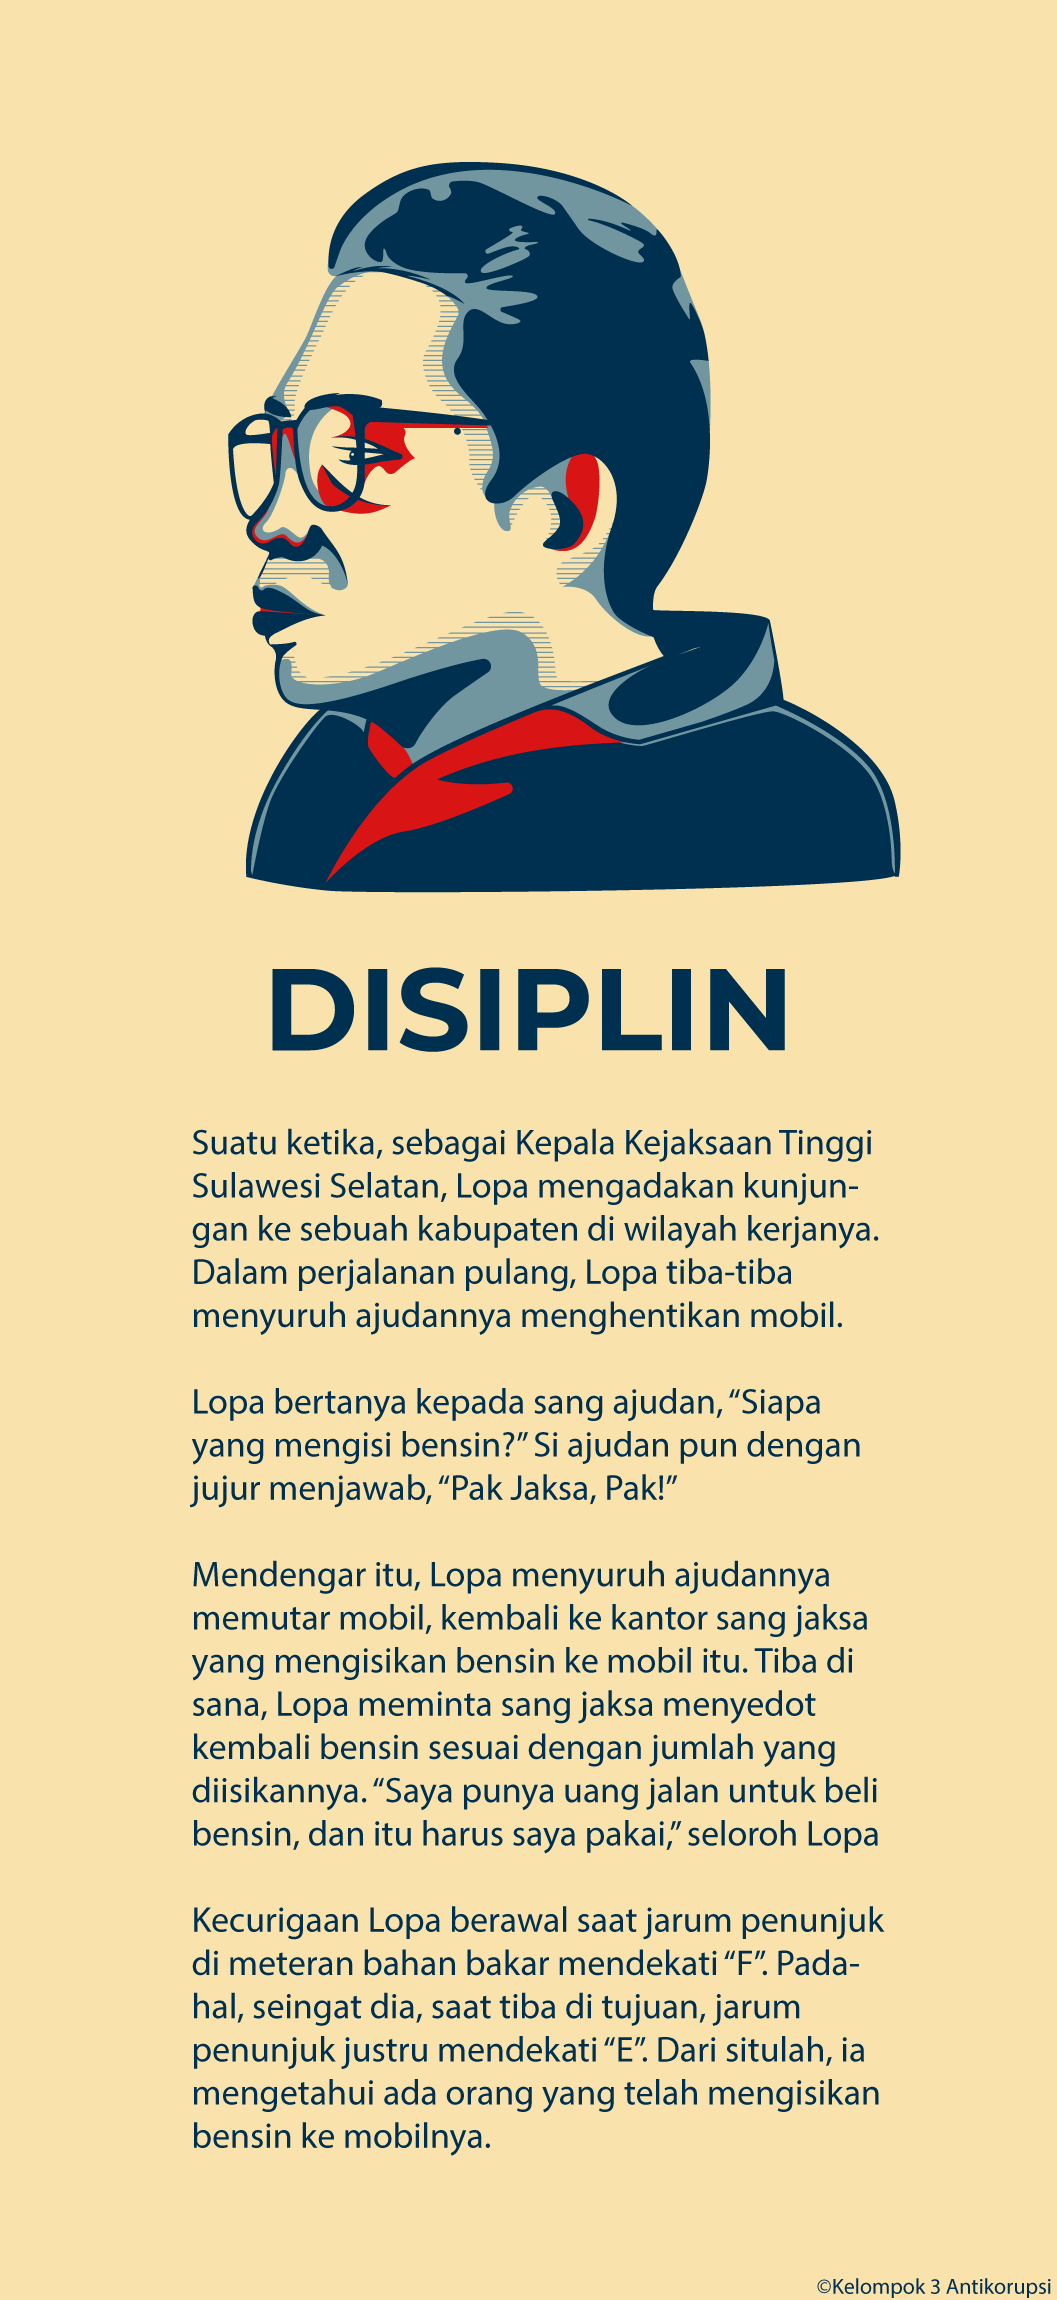 DISIPLIN
Suatu ketika, sebagai Kepala Kejaksaan Tinggi
Sulawesi Selatan, Lopa mengadakan kunjun-
gan ke sebuah kabupaten di wilayah kerjanya.
Dalam perjalanan pulang, Lopa tiba-tiba
menyuruh ajudannya menghentikan mobil.
Lopa bertanya kepada sang ajudan, “Siapa
yang mengisi bensin?” Si ajudan pun dengan
jujur menjawab, “Pak Jaksa, Pak!”
Mendengar itu, Lopa menyuruh ajudannya
memutar mobil, kembali ke kantor sang jaksa
yang mengisikan bensin ke mobil itu. Tiba di
sana, Lopa meminta sang jaksa menyedot
kembali bensin sesuai dengan jumlah yang
diisikannya. “Saya punya uang jalan untuk beli
bensin, dan itu harus saya pakai,” seloroh Lopa
Kecurigaan Lopa berawal saat jarum penunjuk
di meteran bahan bakar mendekati “F”. Pada-
hal, seingat dia, saat tiba di tujuan, jarum
penunjuk justru mendekati “E”. Dari situlah, ia
mengetahui ada orang yang telah mengisikan
bensin ke mobilnya.
©Kelompok 3 Antikorupsi